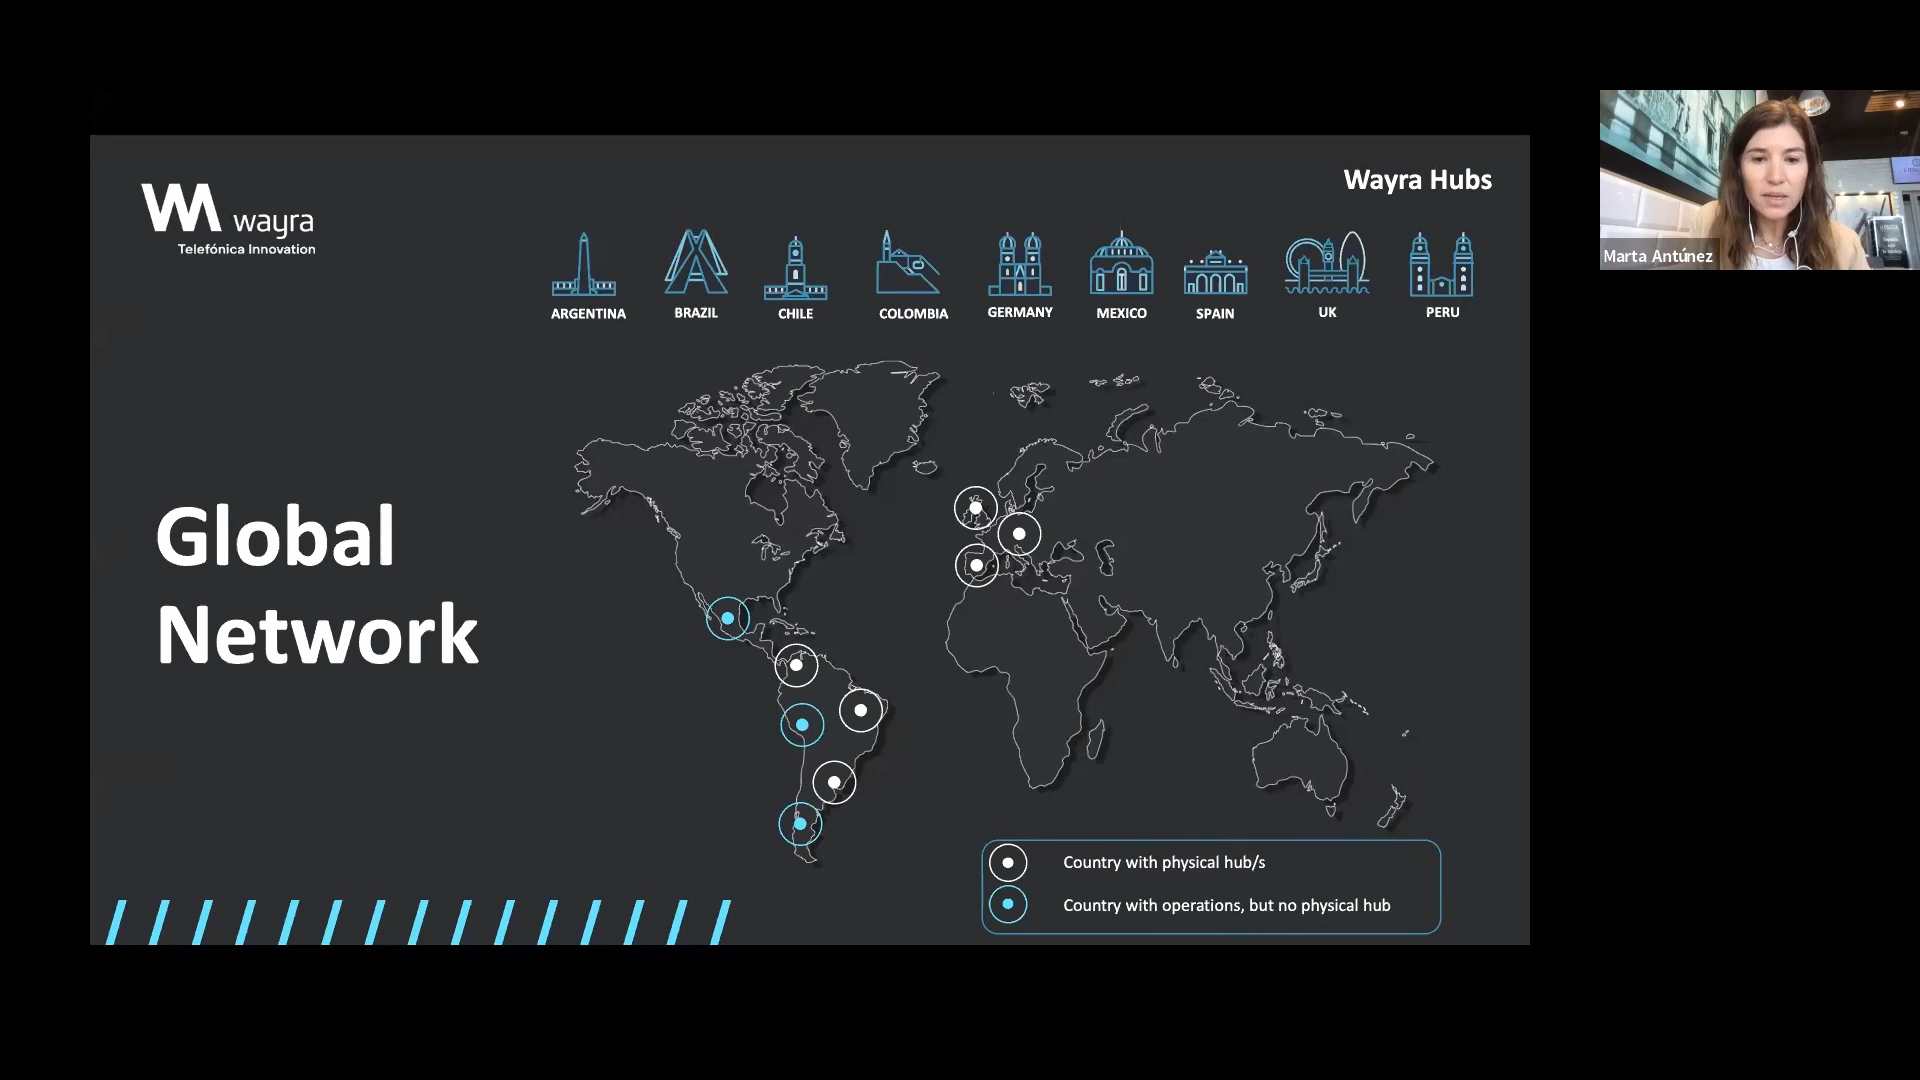 WA wayra
Telefónica Innovation
Wayra Hubs
ARGENTINA
BRAZIL
CHILE
COLOMBIA
GERMANY
MEXICO
SPAIN
UK
PERU
Global
Network
Country with physical hub/s
Country with operations, but no physical hub
Marta Antúnez